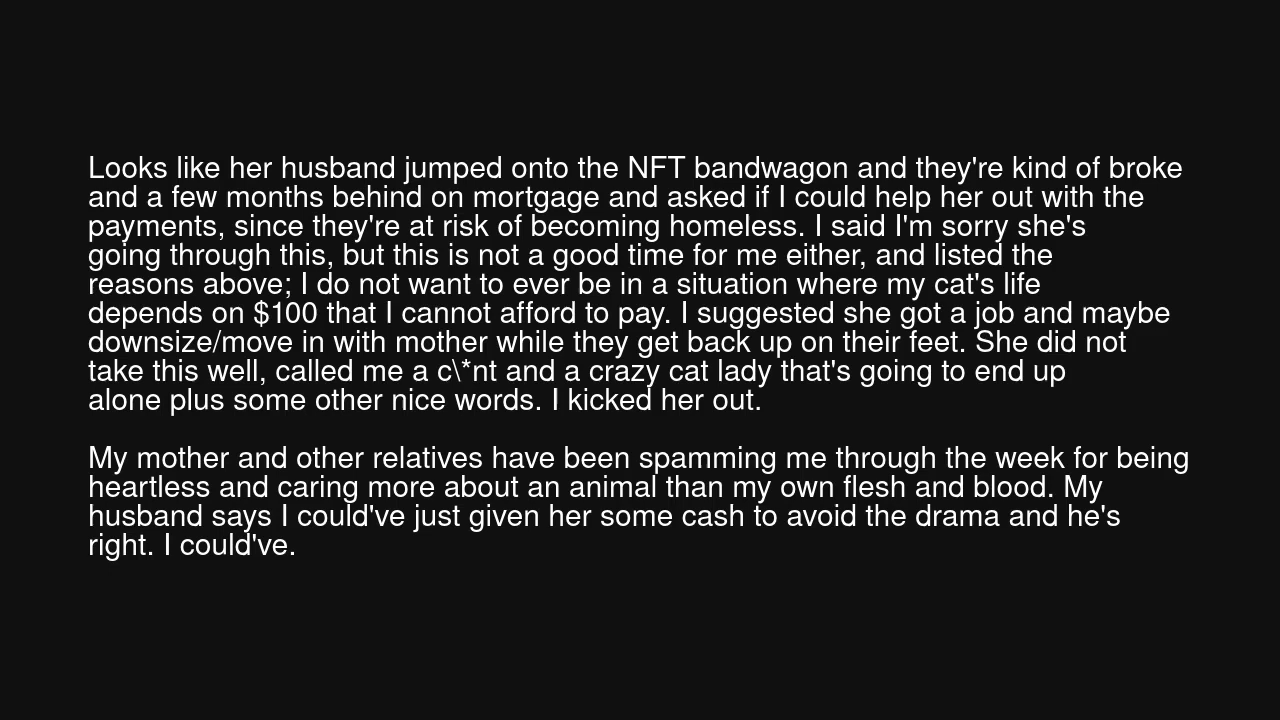 Looks like her husband jumped onto the NFT bandwagon and they're kind of broke
and a few months behind on mortgage and asked if I could help her out with the
payments, since they're at risk of becoming homeless. I said I'm sorry she's
going through this, but this is not a good time for me either, and listed the
reasons above; I do not want to ever be in a situation where my cat's life
depends on $100 that I cannot afford to pay. I suggested she got a job and maybe
downsize/move in with mother while they get back up on their feet. She did not
take this well, called me a c\*nt and a crazy cat lady that's going to end up
alone plus some other nice words. I kicked her out.

My mother and other relatives have been spamming me through the week for being
heartless and caring more about an animal than my own flesh and blood. My
husband says I could've just given her some cash to avoid the drama and he's
right. I could've.